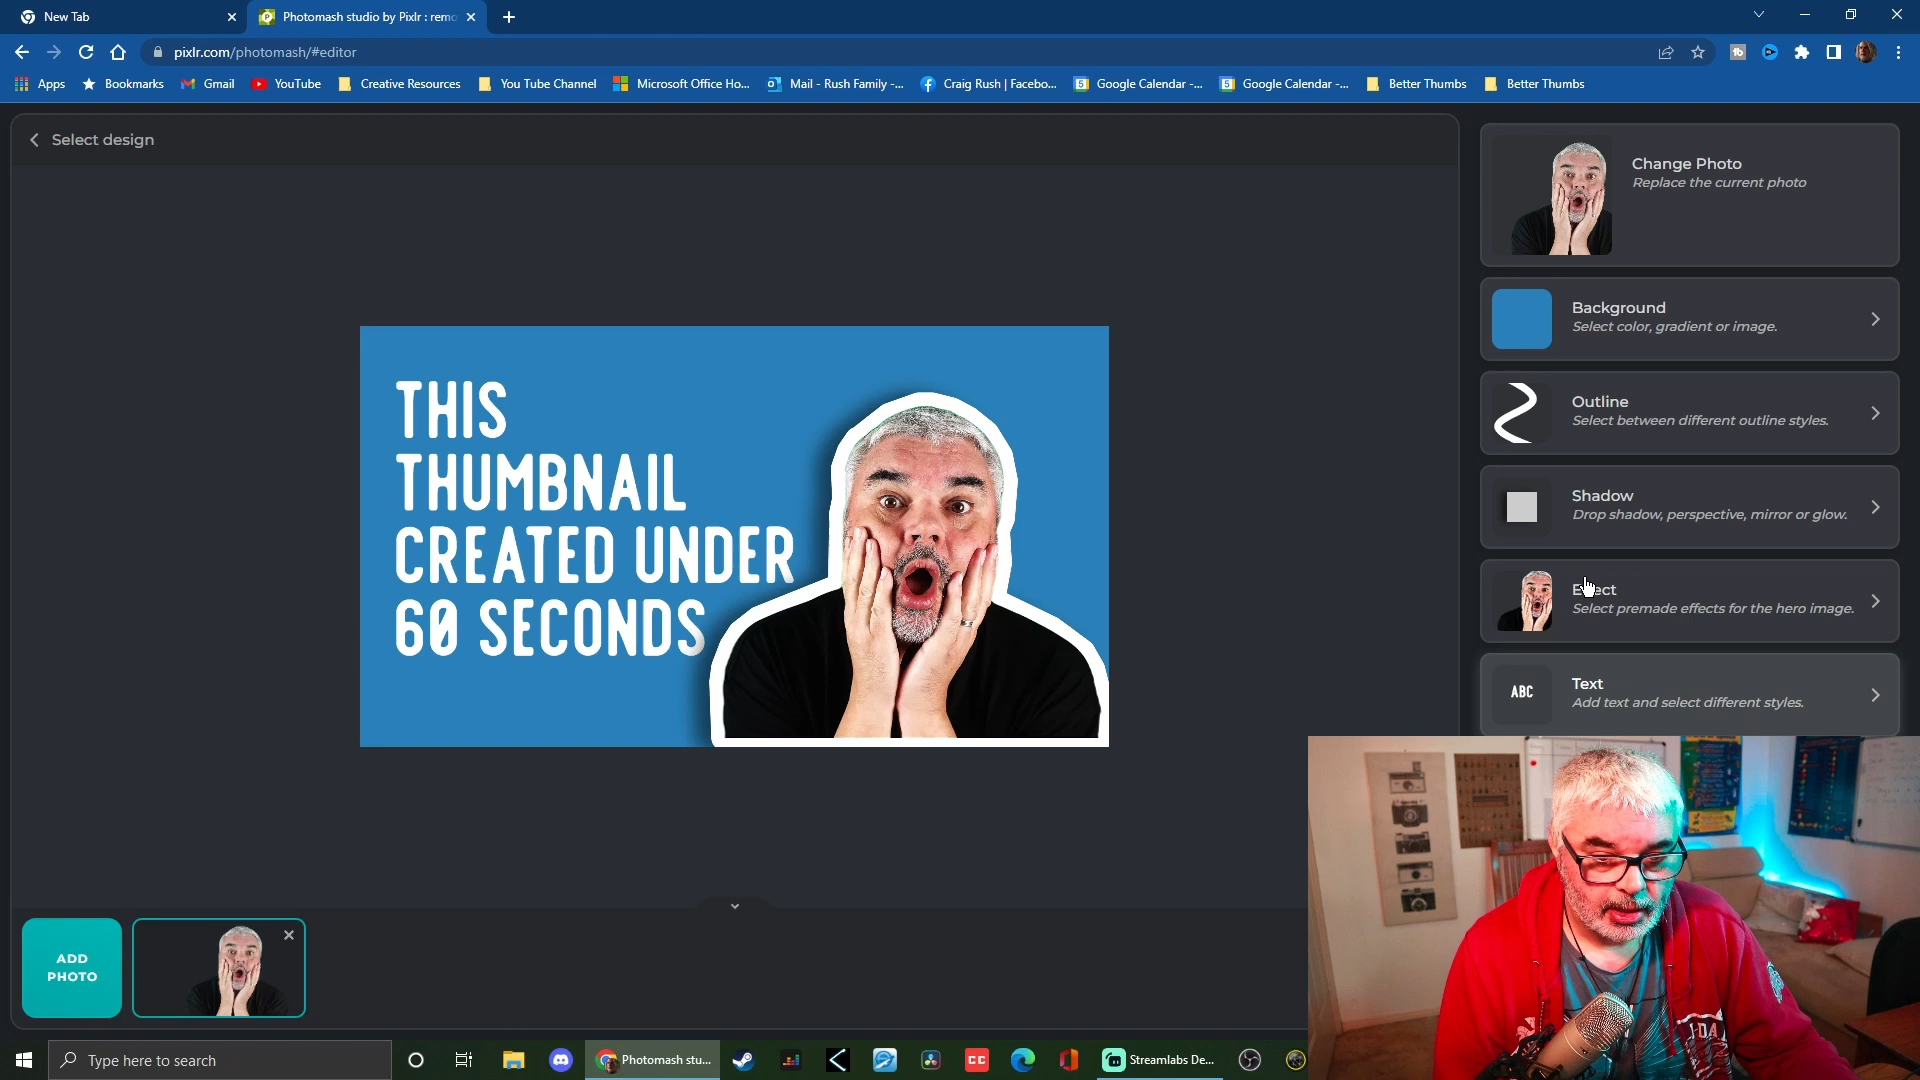 New Tab
Photomash studio by Pixlr : remo
pixlr.com/photomash/#editor
Apps
Bookmarks
Gmail
YouTube
Creative Resources
You Tube Channel
Microsoft Office Ho...
Mail - Rush Family -...
Craig Rush | Facebo...
Google Calendar -...
Google Calendar -...
Better Thumbs
Better Thumbs
Select design
Change Photo
Replace the current photo
Background
Select color, gradient or image.
Outline
Select between different outline styles.
Shadow
Drop shadow, perspective, mirror or glow.
Select premade effects for the hero image.
ABC
Text
Add text and select different styles.
THIS
THUMBNAIL
CREATED UNDER
60 SECONDS
ADD
PHOTO
Type here to search
Photomash stu...
CC
Streamlabs De...